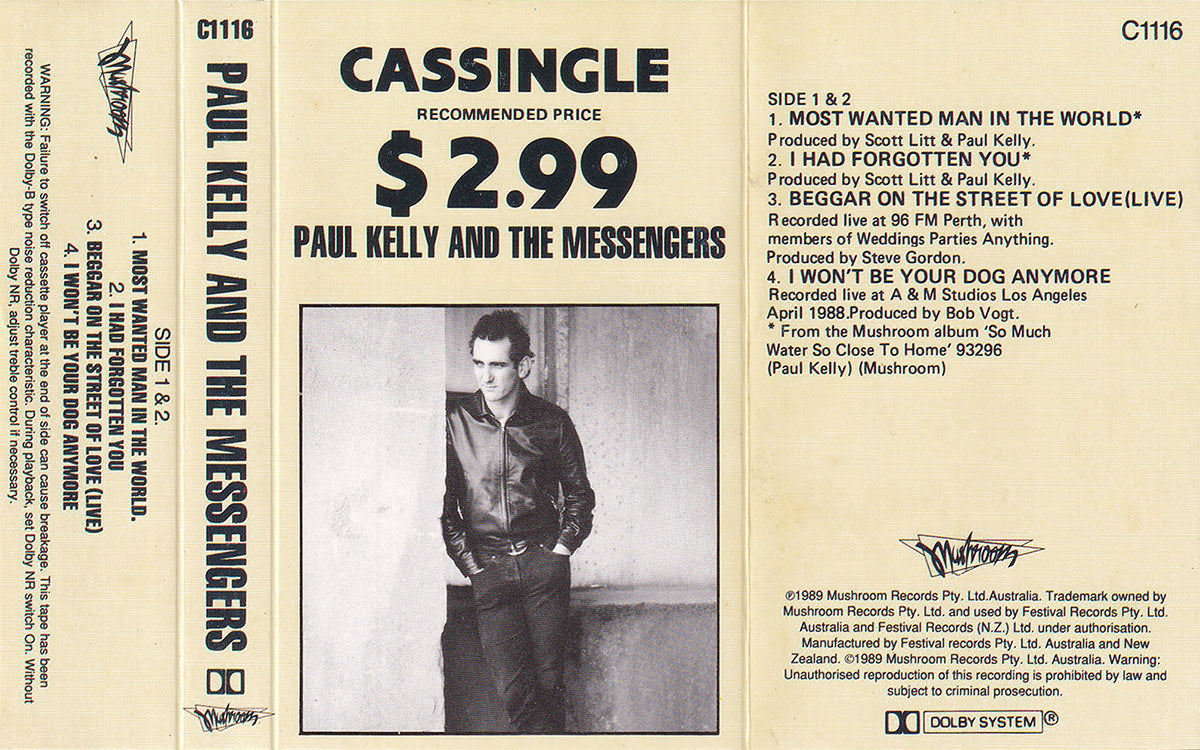 Mushroom
SIDE 1 & 2.
1. MOST WANTED MAN IN THE WORLD.
2. I HAD FORGOTTEN YOU
3. BEGGAR ON THE STREET OF LOVE (LIVE)
4. I WON'T BE YOUR DOG ANYMORE
WARNING: Failure to switch off cassette player at the end of side can cause breakage. This tape has been
recorded with the Dolby-B type noise reduction characteristic. During playback, set Dolby NR switch On. Without
Dolby NR, adjust treble control if necessary.
C1116
PAUL KELLY AND THE MESSENGERS
Mushroom
CASSINGLE
RECOMMENDED PRICE
$2.99
PAUL KELLY AND THE MESSENGERS
C1116
SIDE 1 & 2
1. MOST WANTED MAN IN THE WORLD*
Produced by Scott Litt & Paul Kelly.
2. I HAD FORGOTTEN YOU*
Produced by Scott Litt & Paul Kelly.
3. BEGGAR ON THE STREET OF LOVE(LIVE)
Recorded live at 96 FM Perth, with
members of Weddings Parties Anything.
Produced by Steve Gordon.
4. I WON'T BE YOUR DOG ANYMORE
Recorded live at A & M Studios Los Angeles
April 1988.Produced by Bob Vogt.
* From the Mushroom album 'So Much
Water So Close To Home' 93296
(Paul Kelly) (Mushroom)
Mushroom
℗1989 Mushroom Records Pty. Ltd.Australia. Trademark owned by
Mushroom Records Pty. Ltd. and used by Festival Records Pty. Ltd.
Australia and Festival Records (N.Z.) Ltd. under authorisation.
Manufactured by Festival records Pty. Ltd. Australia and New
Zealand. ©1989 Mushroom Records Pty. Ltd. Australia. Warning:
Unauthorised reproduction of this recording is prohibited by law and
subject to criminal prosecution.
DOLBY SYSTEM®